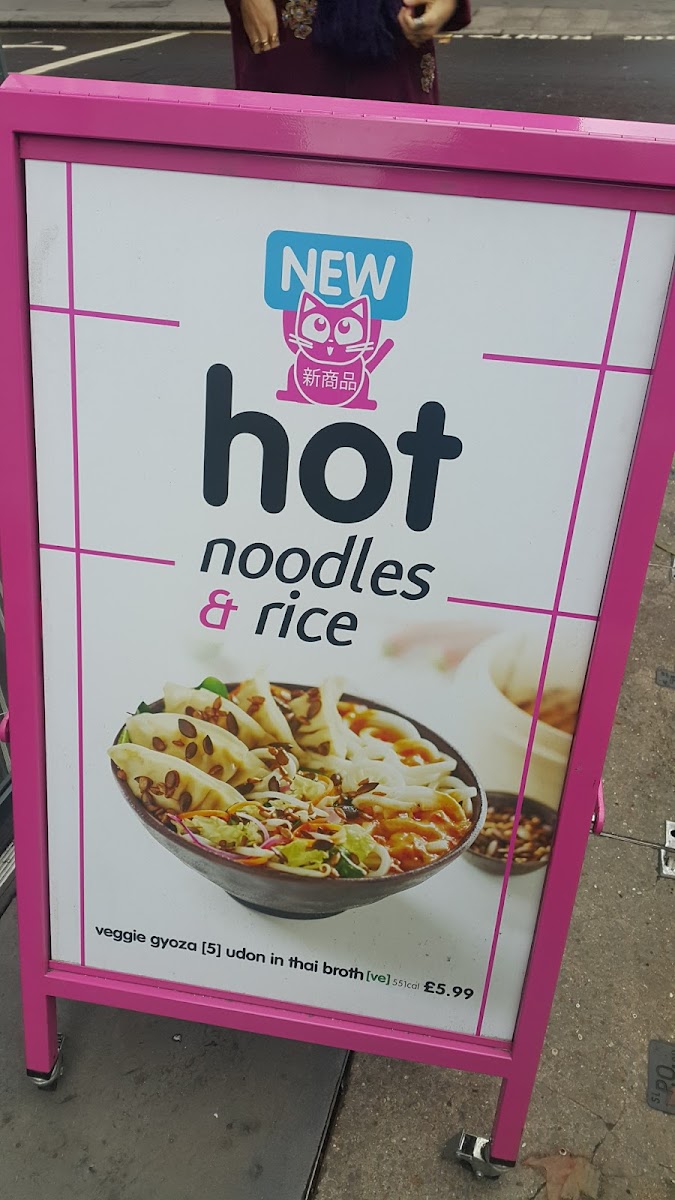 NEW
新商品
hot
noodles
& rice
veggie gyoza [5] udon in thai broth [ve] 551cal £5.99